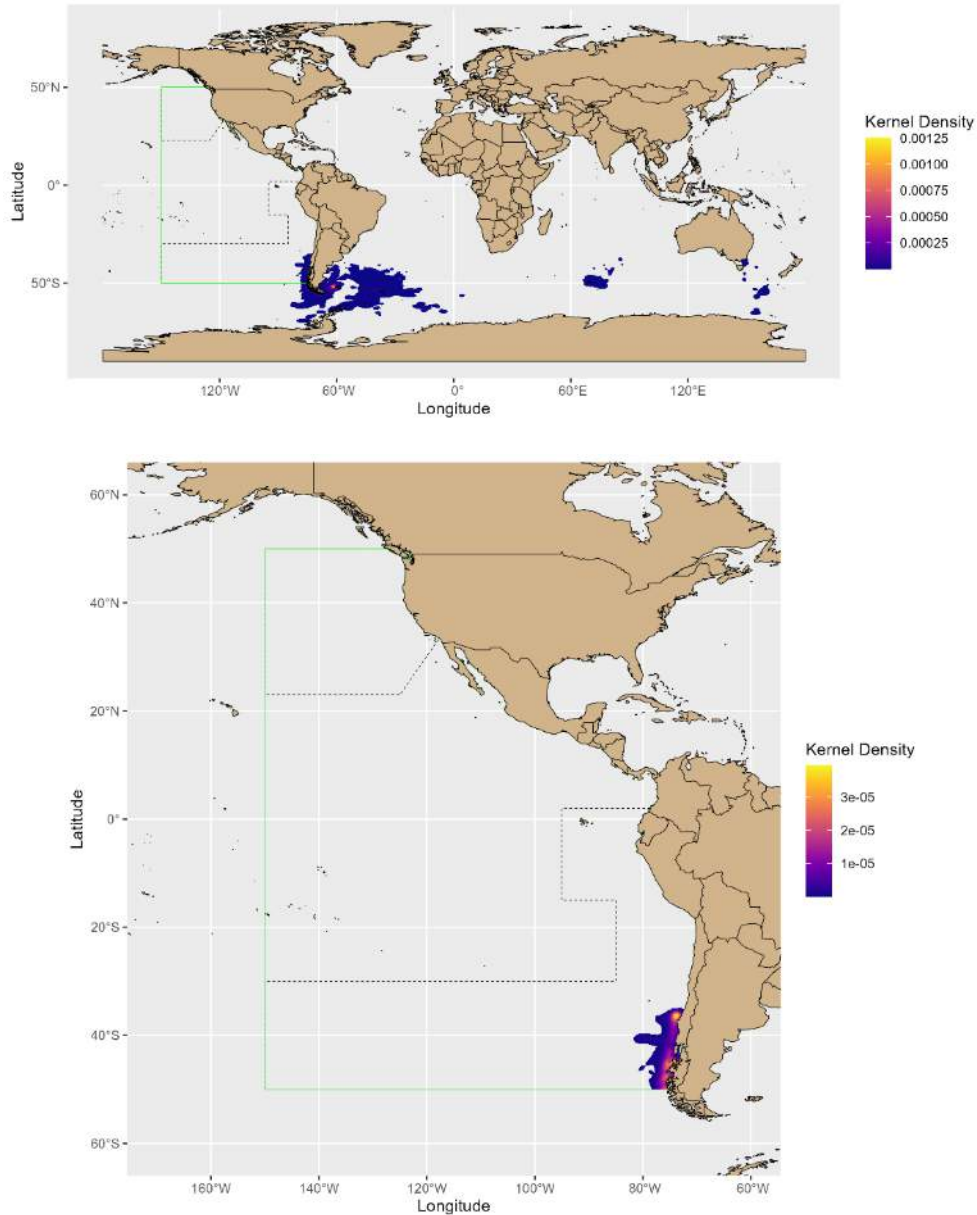 50°N
0°
50°S
Latitude
120°W
60°W
0°
60°E
120°E
Longitude
Kernel Density
0.00125
0.00100
0.00075
0.00050
0.00025
60°N
40°N
20°N
0°
20°S
40°S
60°S
Latitude
160°W
140°W
120°W
100°W
80°W
60°W
Longitude
Kernel Density
3e-05
2e-05
1e-05